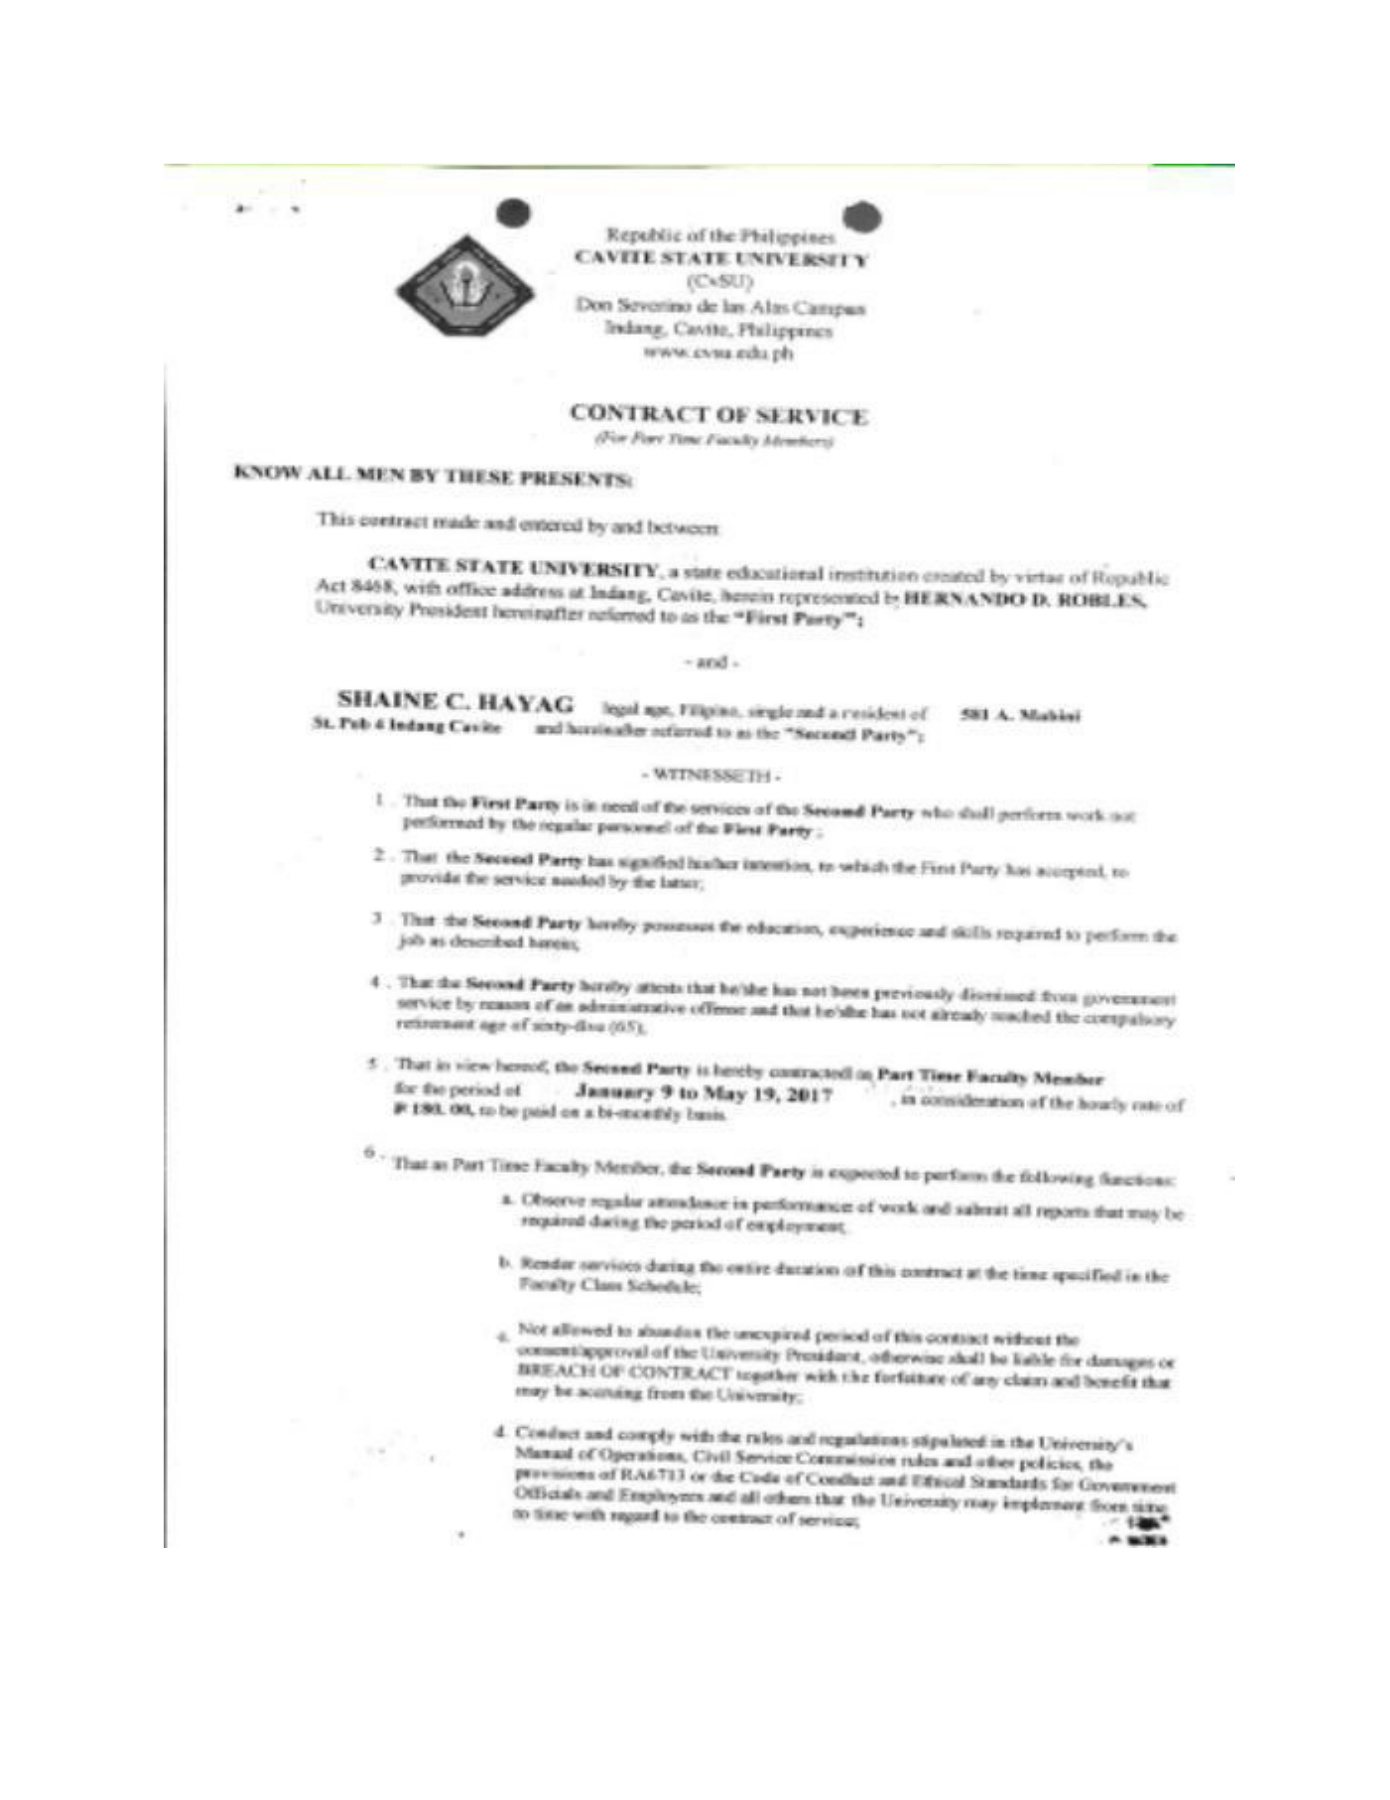 Republic of the Philippines
CAVITE STATE UNIVERSITY
(CvSU)
Don Severino de las Alas Campus
Indang, Cavite, Philippines
www.cvsu.edu.ph
CONTRACT OF SERVICE
(For Part Time Faculty Members)
KNOW ALL MEN BY THESE PRESENTS:
This contract made and entered by and between
CAVITE STATE UNIVERSITY, a state educational institution created by virtue of Republic
Act 8468, with office address at Indang, Cavite, herein represented by HERNANDO D. ROBLES,
University President hereinafter referred to as the "First Party";
- and -
SHAINE C. HAYAG legal age, Filipino, single and a resident of 581 A. Mabini
St. Pob 4 Indang Cavite and hereinafter referred to as the "Second Party";
- WITNESSETH -
1 . That the First Party is in need of the services of the Second Party who shall perform work not
performed by the regular personnel of the First Party ;
2 . That the Second Party has signified his/her intention, to which the First Party has accepted, to
provide the service needed by the latter;
3 . That the Second Party hereby possesses the education, experience and skills required to perform the
job as described herein;
4 . That the Second Party hereby attests that he/she has not been previously dismissed from government
service by reason of an administrative offense and that he/she has not already reached the compulsory
retirement age of sixty-five (65);
5 . That in view hereof, the Second Party is hereby contracted as Part Time Faculty Member
for the period of January 9 to May 19, 2017 , in consideration of the hourly rate of
₱ 180. 00, to be paid on a bi-monthly basis.
6 . That as Part Time Faculty Member, the Second Party is expected to perform the following functions:
a. Observe regular attendance in performance of work and submit all reports that may be
required during the period of employment;
b. Render services during the entire duration of this contract at the time specified in the
Faculty Class Schedule;
c. Not allowed to abandon the unexpired period of this contract without the
consent/approval of the University President, otherwise shall be liable for damages or
BREACH OF CONTRACT together with the forfeiture of any claim and benefit that
may be accruing from the University;
d. Conduct and comply with the rules and regulations stipulated in the University's
Manual of Operations, Civil Service Commission rules and other policies, the
provisions of RA6713 or the Code of Conduct and Ethical Standards for Government
Officials and Employees and all others that the University may implement from time
to time with regard to the contract of service;